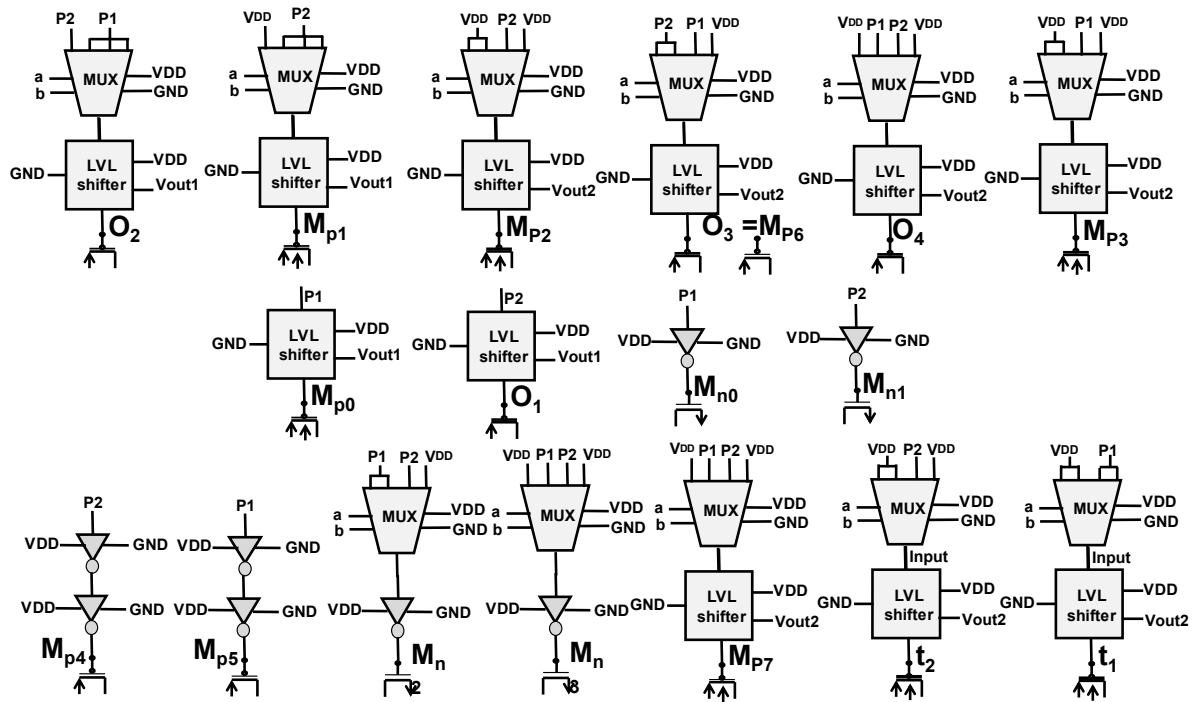 P2 P1 VDD P2 VDD P2 VDD P2 P1 VDD VDD P1 P2 VDD VDD P1 VDD
a MUX VDD a MUX VDD a MUX VDD a MUX VDD a MUX VDD a MUX VDD
b GND b GND b GND b GND b GND b GND
GND LVL shifter VDD Vout1 GND LVL shifter VDD Vout1 GND LVL shifter VDD Vout2 GND LVL shifter VDD Vout2 GND LVL shifter VDD Vout2 GND LVL shifter VDD Vout2
O2 Mp1 MP2 O3 =MP6 O4 MP3
P1 P2 P1 P2
GND LVL shifter VDD Vout1 GND LVL shifter VDD Vout1 VDD GND VDD GND
Mp0 O1 Mn0 Mn1
P2 P1 P1 P2 VDD VDD P1 P2 VDD VDD P1 P2 VDD VDD P2 VDD VDD P1
VDD GND VDD GND a MUX VDD a MUX VDD a MUX VDD a MUX VDD a MUX VDD
b GND b GND b GND b GND b GND
Input Input
VDD GND VDD GND VDD GND VDD GND GND LVL shifter VDD Vout2 GND LVL shifter VDD Vout2 GND LVL shifter VDD Vout2
Mp4 Mp5 Mn Mn MP7 t2 t1
2 8